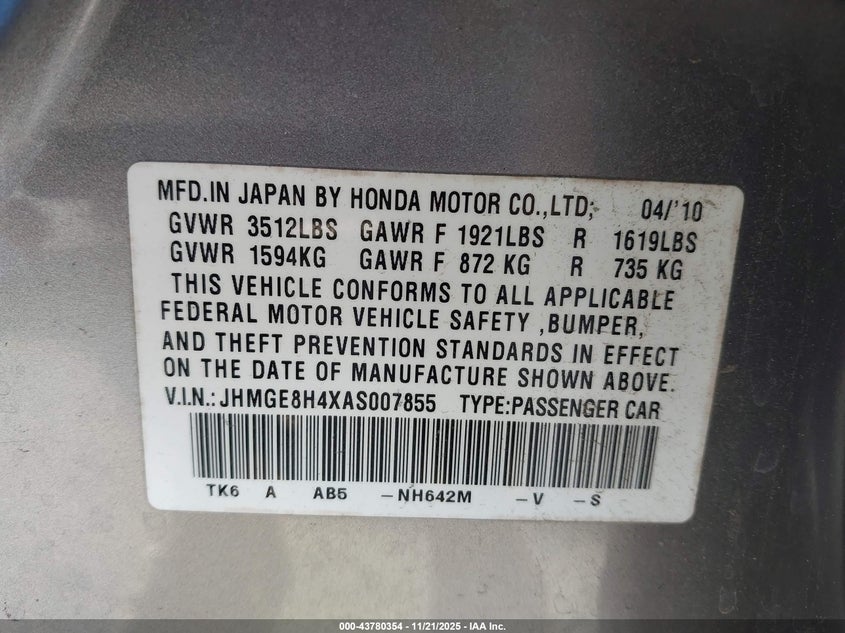 MFD.IN JAPAN BY HONDA MOTOR CO.,LTD; 04/'10
GVWR 3512LBS GAWR F 1921LBS R 1619LBS
GVWR 1594KG GAWR F 872 KG R 735 KG
THIS VEHICLE CONFORMS TO ALL APPLICABLE
FEDERAL MOTOR VEHICLE SAFETY ,BUMPER,
AND THEFT PREVENTION STANDARDS IN EFFECT
ON THE DATE OF MANUFACTURE SHOWN ABOVE.
V.I.N.: JHMGE8H4XAS007855 TYPE:PASSENGER CAR
TK6 A AB5 -NH642M -V -S
000-43780354 - 11/21/2025 - IAA Inc.